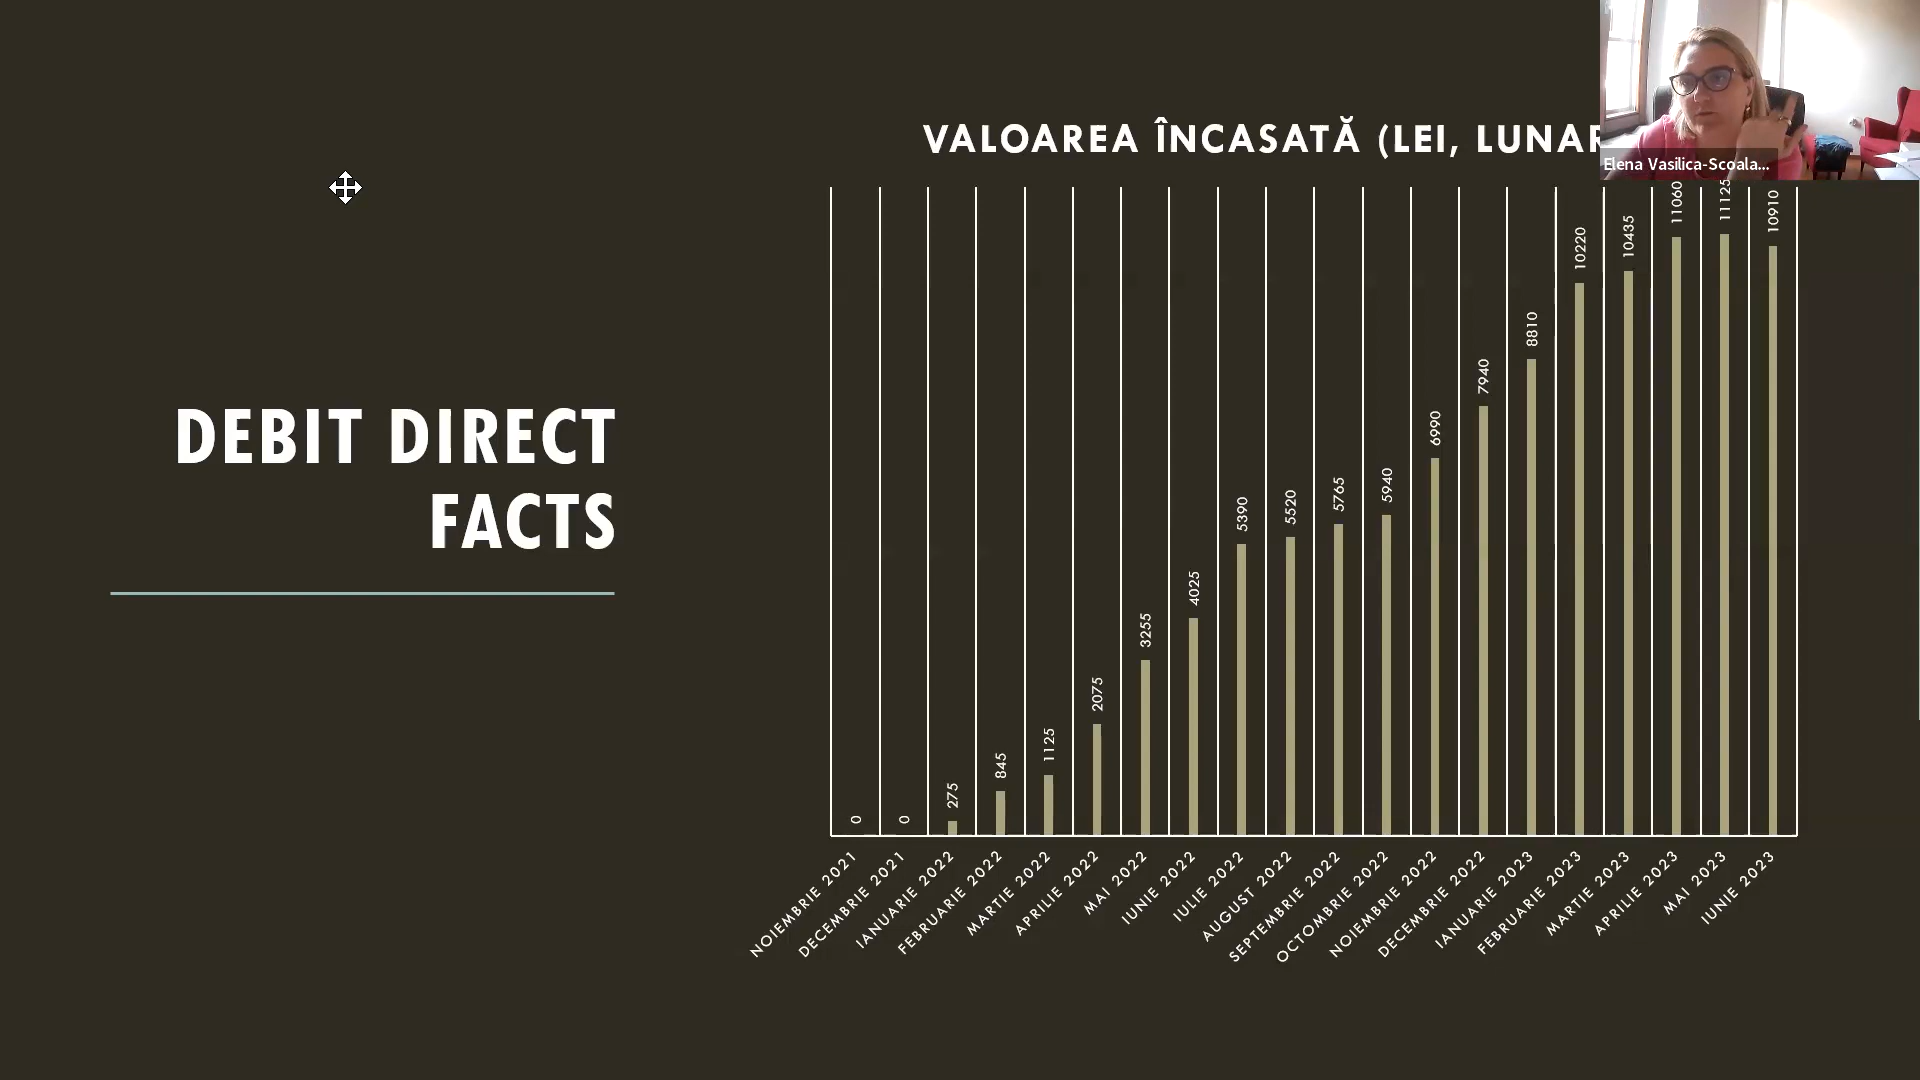 VALOAREA ÎNCASATĂ (LEI, LUNAR
Elena Vasilica-Scoala...
DEBIT DIRECT
FACTS
0
0
275
845
1125
2075
3255
4025
5390
5520
5765
5940
6990
7940
8810
10220
10435
11060
11125
10910
NOIEMBRIE 2021
DECEMBRIE 2021
IANUARIE 2022
FEBRUARIE 2022
MARTIE 2022
APRILIE 2022
MAI 2022
IUNIE 2022
IULIE 2022
AUGUST 2022
SEPTEMBRIE 2022
OCTOMBRIE 2022
NOIEMBRIE 2022
DECEMBRIE 2022
IANUARIE 2023
FEBRUARIE 2023
MARTIE 2023
APRILIE 2023
MAI 2023
IUNIE 2023